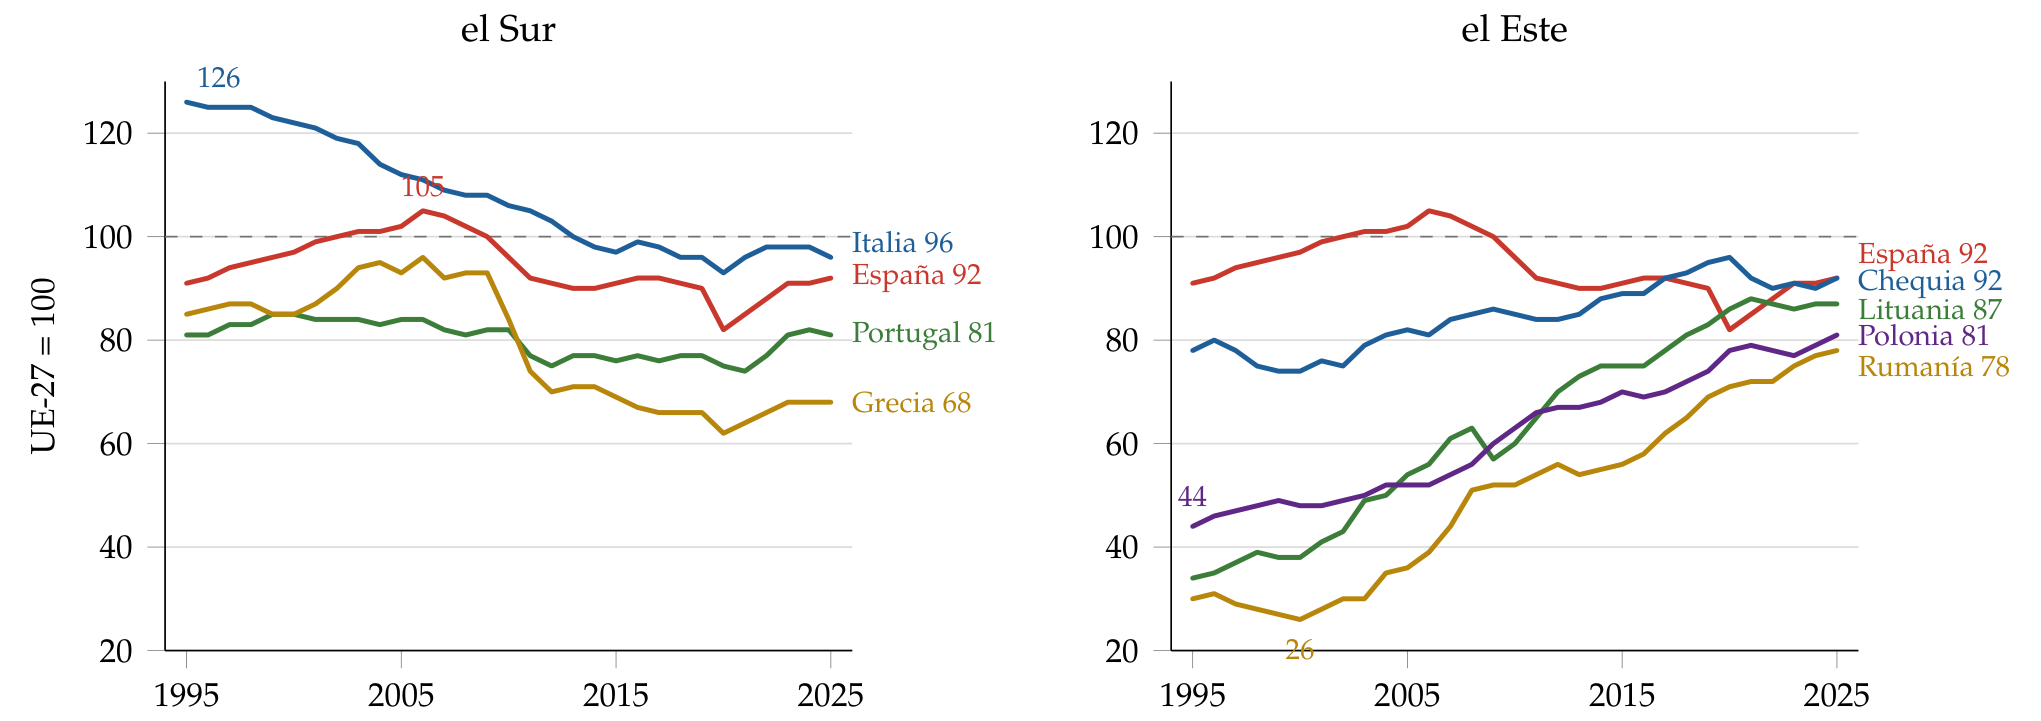 el Sur
UE-27 = 100
120
100
80
60
40
20
1995
2005
2015
2025
126
105
Italia 96
España 92
Portugal 81
Grecia 68
el Este
120
100
80
60
40
20
1995
2005
2015
2025
44
26
España 92
Chequia 92
Lituania 87
Polonia 81
Rumanía 78